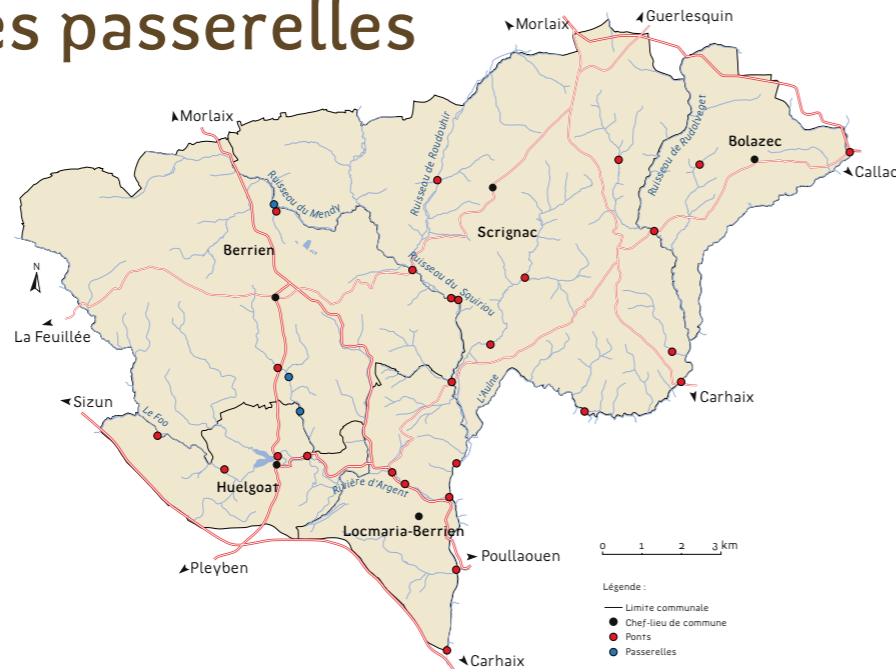 es passerelles
Morlaix
Guerlesquin
Morlaix
Ruisseau de Roudouhir
Ruisseau de Rudalveget
Bolazec
Callac
Ruisseau du Mendy
Scrignac
Berrien
Ruisseau du Squiriou
N
La Feuillée
Sizun
Le Foo
L'Aulne
Carhaix
Huelgoat
Rivière d'Argent
Locmaria-Berrien
Poullaouen
Pleyben
Carhaix
0 1 2 3 km
Légende :
Limite communale
Chef-lieu de commune
Ponts
Passerelles